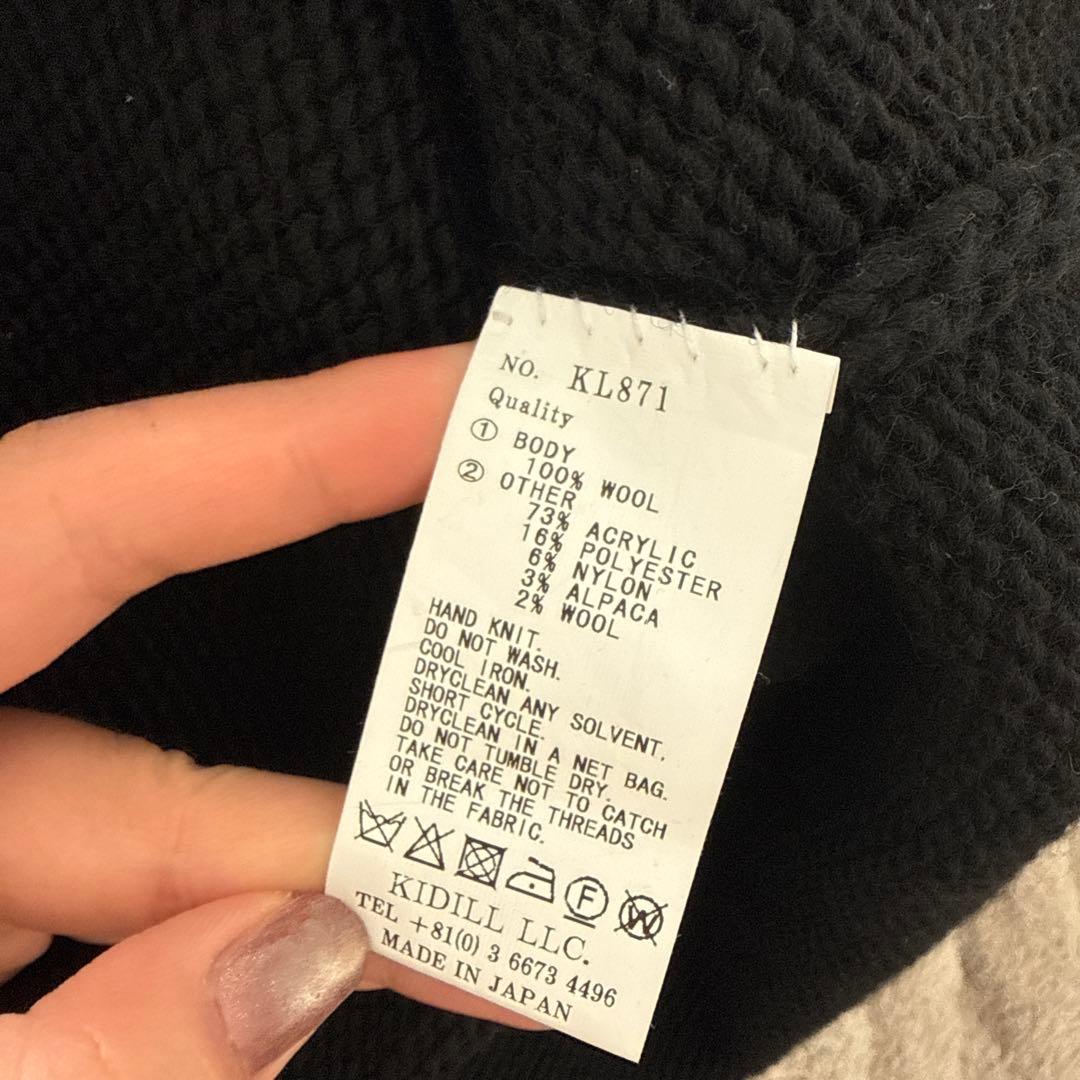 NO. KL871
Quality
① BODY
100% WOOL
② OTHER
73% ACRYLIC
16% POLYESTER
6% NYLON
3% ALPACA
2% WOOL
HAND KNIT.
DO NOT WASH.
COOL IRON.
DRYCLEAN ANY SOLVENT,
SHORT CYCLE.
DRYCLEAN IN A NET BAG.
DO NOT TUMBLE DRY.
TAKE CARE NOT TO CATCH
OR BREAK THE THREADS
IN THE FABRIC.
F W
KIDILL LLC.
TEL +81(0) 3 6673 4496
MADE IN JAPAN